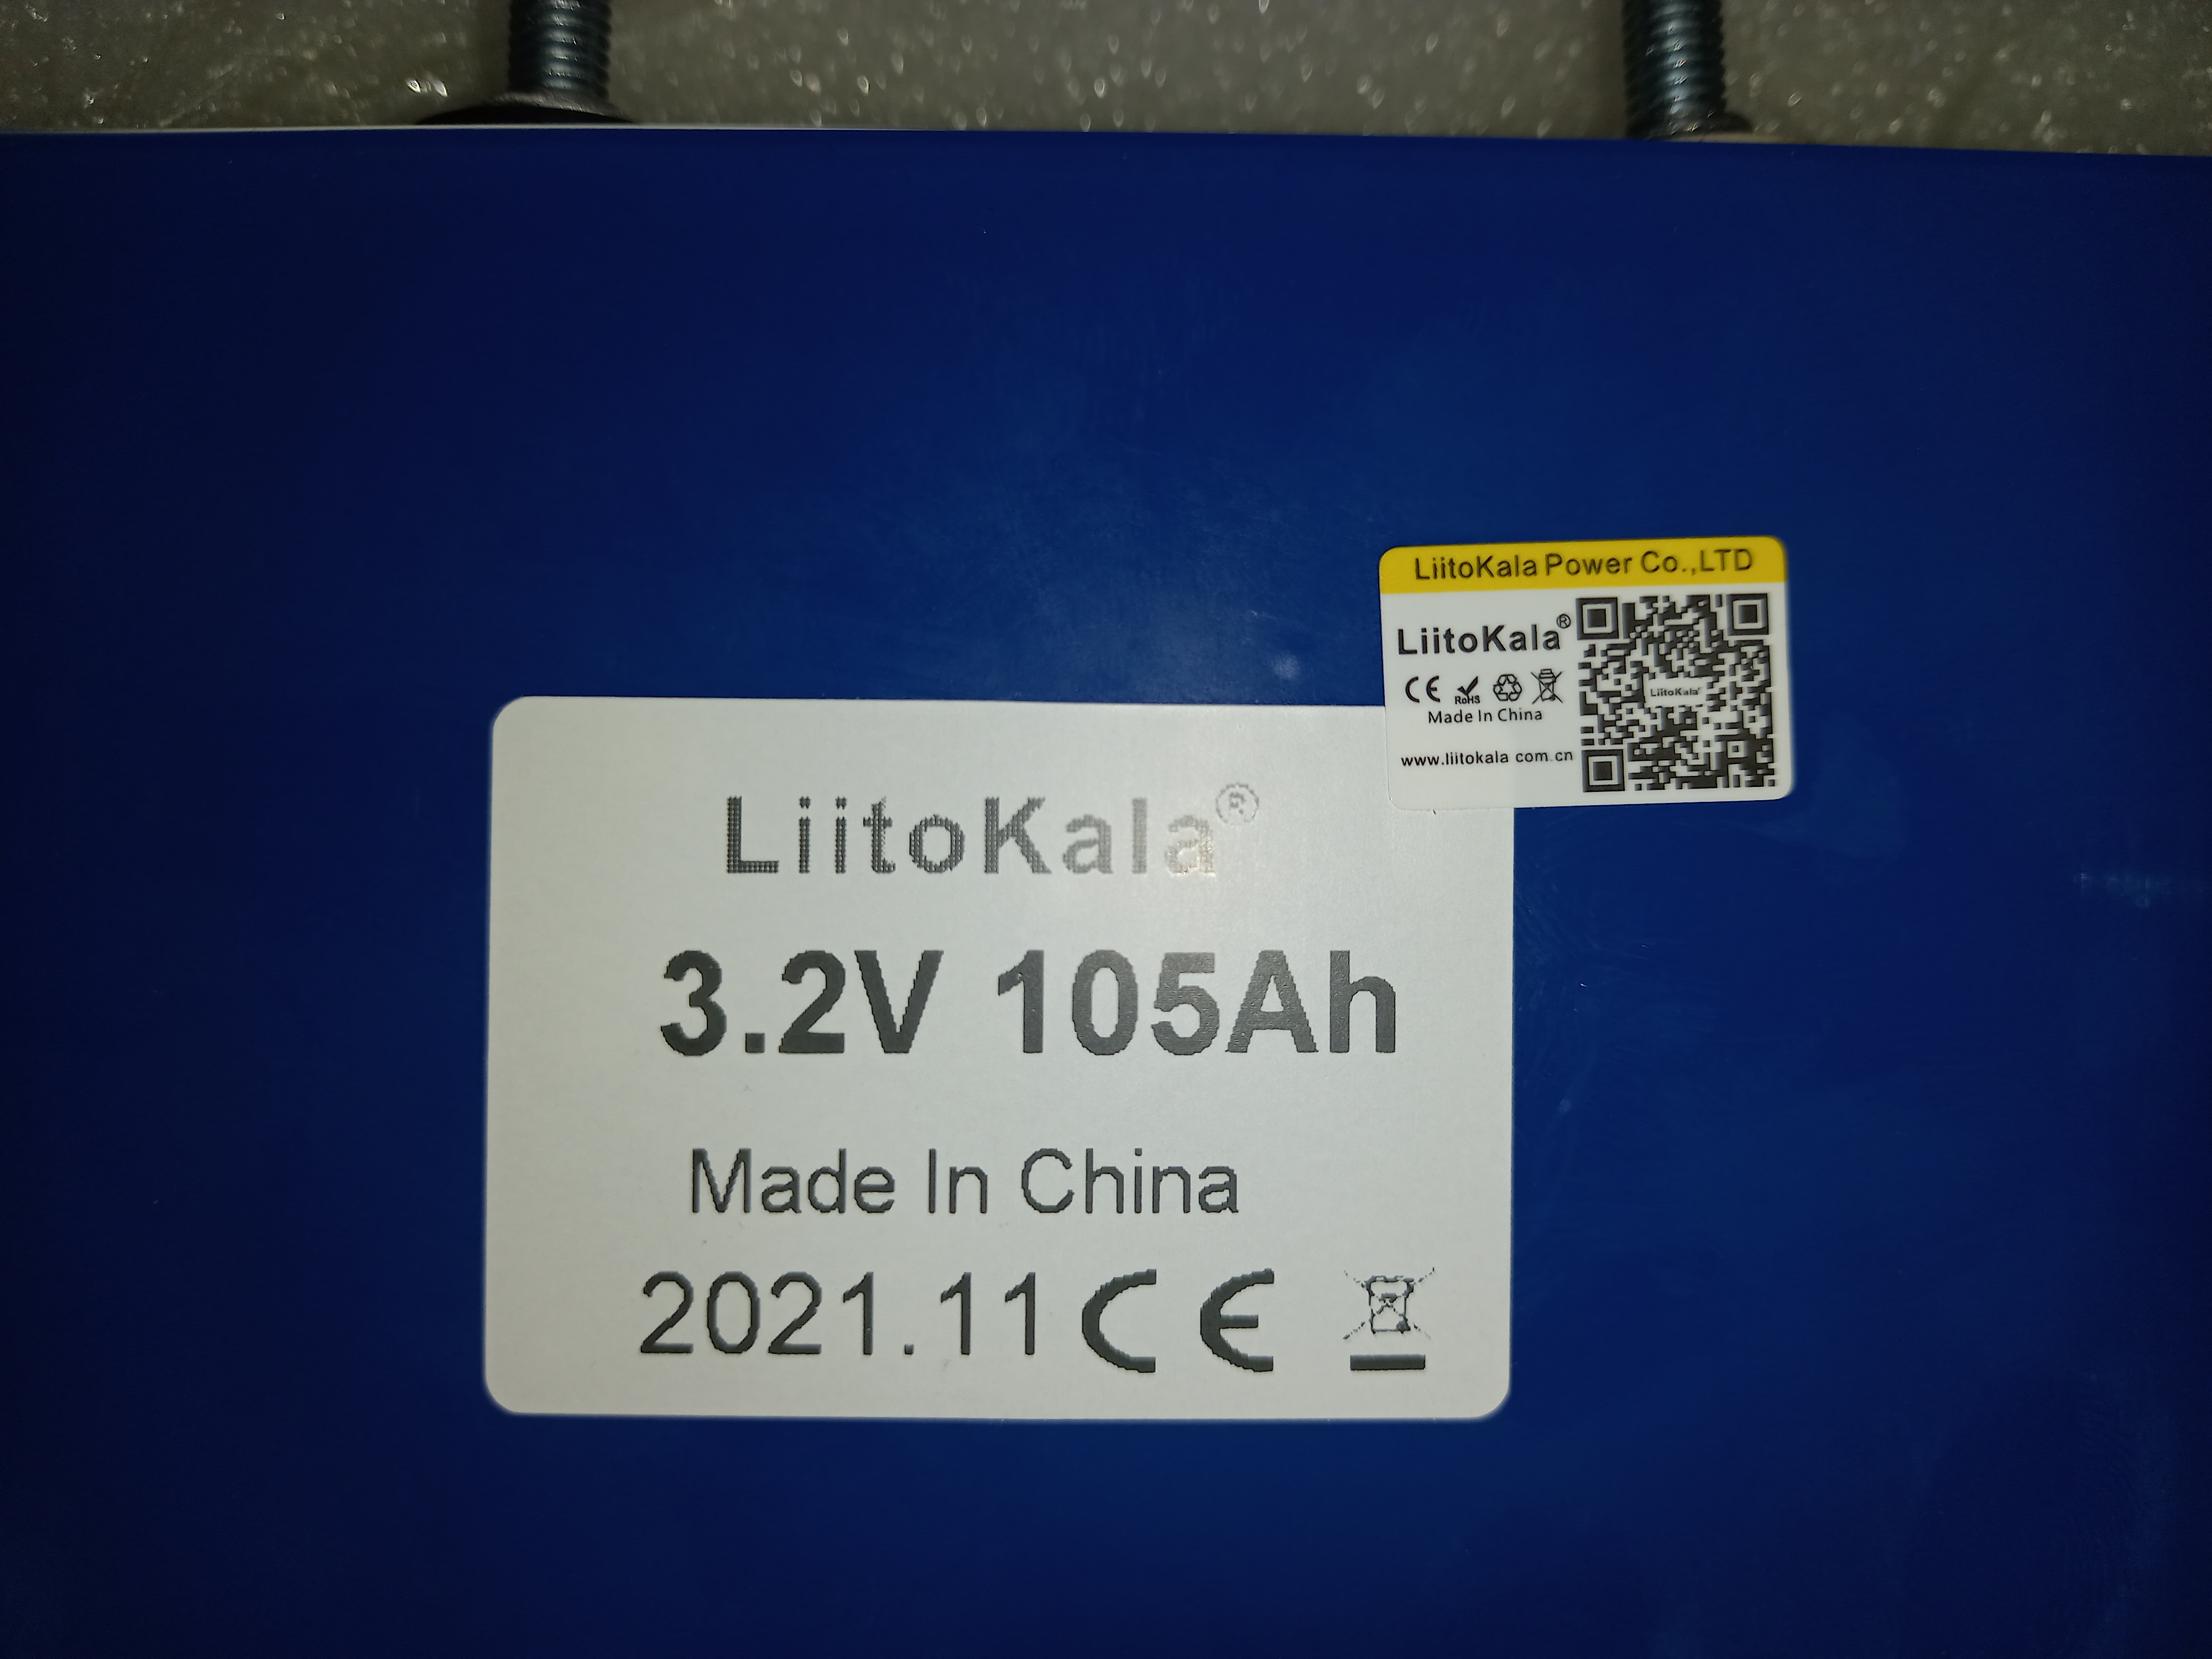 LiitoKala Power Co.,LTD
LiitoKala®
CE RoHS
Made In China
www.liitokala.com.cn
LiitoKala®
LiitoKala®
3.2V 105Ah
Made In China
2021.11 CE